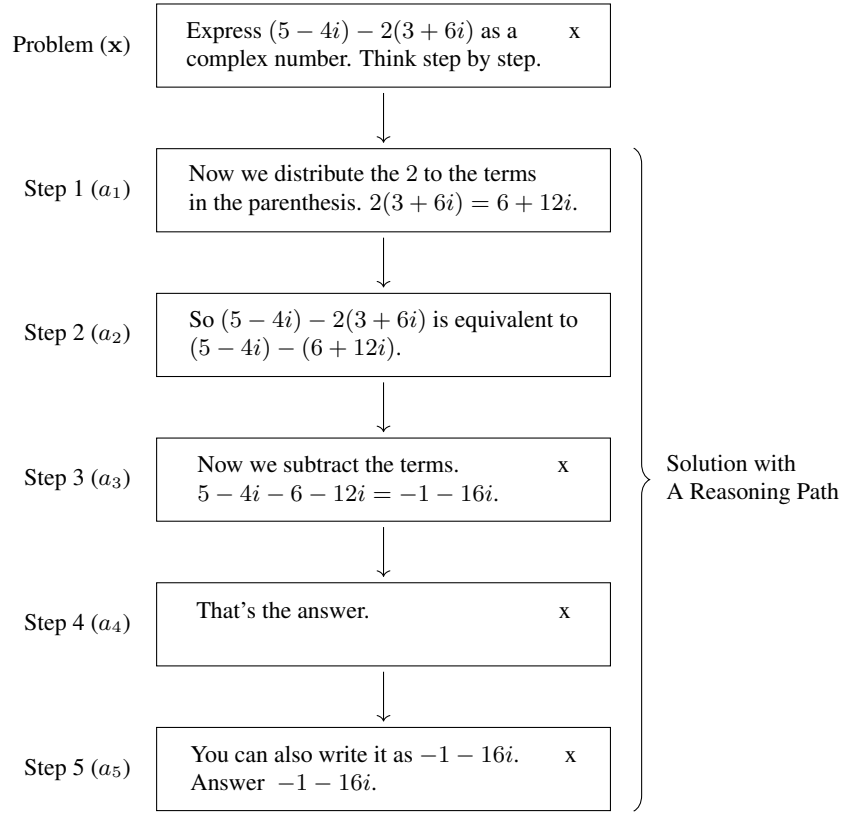 Problem (x)
Express (5 − 4i) − 2(3 + 6i) as a x
complex number. Think step by step.
Step 1 (a₁)
Now we distribute the 2 to the terms
in the parenthesis. 2(3 + 6i) = 6 + 12i.
Step 2 (a₂)
So (5 − 4i) − 2(3 + 6i) is equivalent to
(5 − 4i) − (6 + 12i).
Step 3 (a₃)
Now we subtract the terms. x
5 − 4i − 6 − 12i = −1 − 16i.
Step 4 (a₄)
That's the answer. x
Step 5 (a₅)
You can also write it as −1 − 16i. x
Answer −1 − 16i.
Solution with
A Reasoning Path